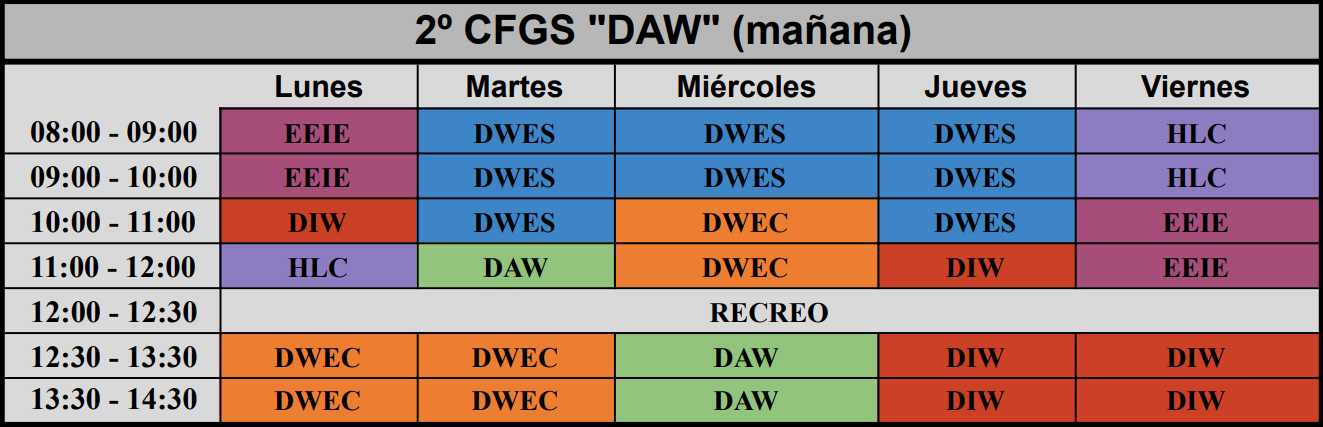 2º CFGS "DAW" (mañana)
Lunes Martes Miércoles Jueves Viernes
08:00 - 09:00 EEIE DWES DWES DWES HLC
09:00 - 10:00 EEIE DWES DWES DWES HLC
10:00 - 11:00 DIW DWES DWEC DWES EEIE
11:00 - 12:00 HLC DAW DWEC DIW EEIE
12:00 - 12:30 RECREO
12:30 - 13:30 DWEC DWEC DAW DIW DIW
13:30 - 14:30 DWEC DWEC DAW DIW DIW